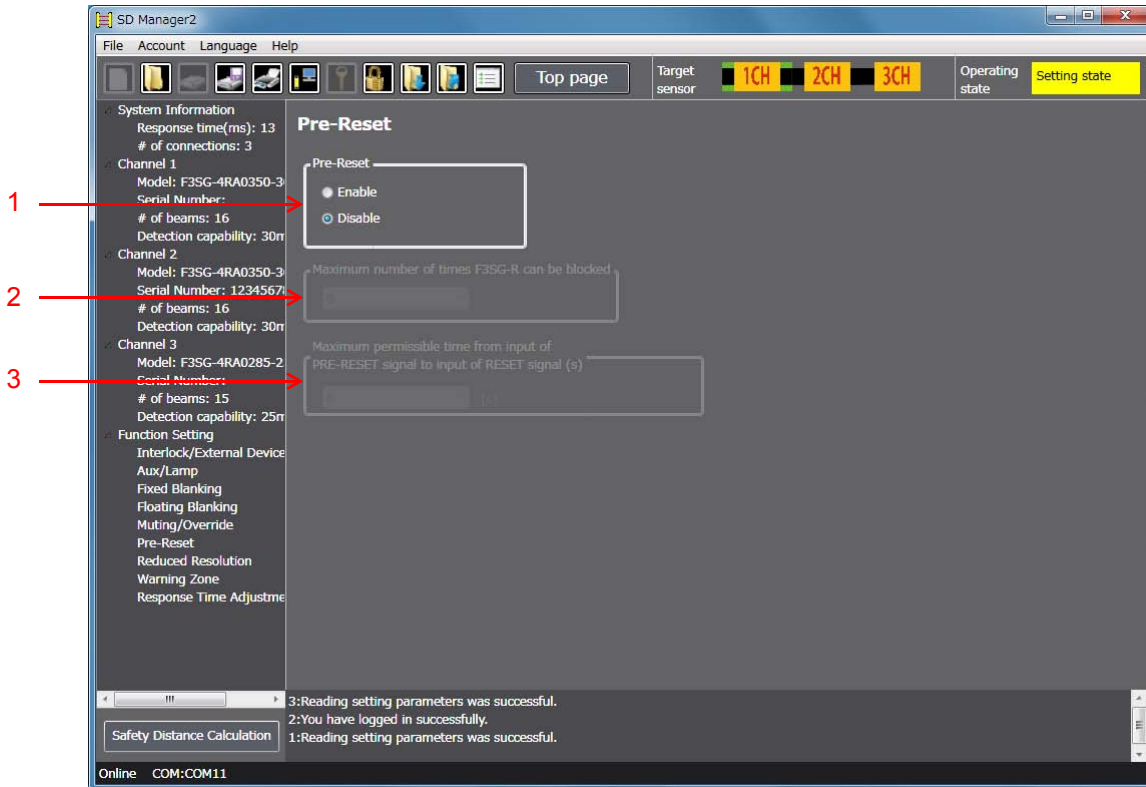 SD Manager2
File Account Language Help
Top page
Target sensor
1CH 2CH 3CH
Operating state
Setting state
System Information
Response time(ms): 13
# of connections: 3
Channel 1
Model: F3SG-4RA0350-3
Serial Number:
# of beams: 16
Detection capability: 30m
Channel 2
Model: F3SG-4RA0350-3
Serial Number: 1234567
# of beams: 16
Detection capability: 30m
Channel 3
Model: F3SG-4RA0285-2
Serial Number:
# of beams: 15
Detection capability: 25m
Function Setting
Interlock/External Device
Aux/Lamp
Fixed Blanking
Floating Blanking
Muting/Override
Pre-Reset
Reduced Resolution
Warning Zone
Response Time Adjustme
Safety Distance Calculation
Pre-Reset
1
Pre-Reset
Enable
Disable
2
Maximum number of times F3SG-R can be blocked
3
Maximum permissible time from input of
PRE-RESET signal to input of RESET signal (s)
(s)
3:Reading setting parameters was successful.
2:You have logged in successfully.
1:Reading setting parameters was successful.
Online COM:COM11